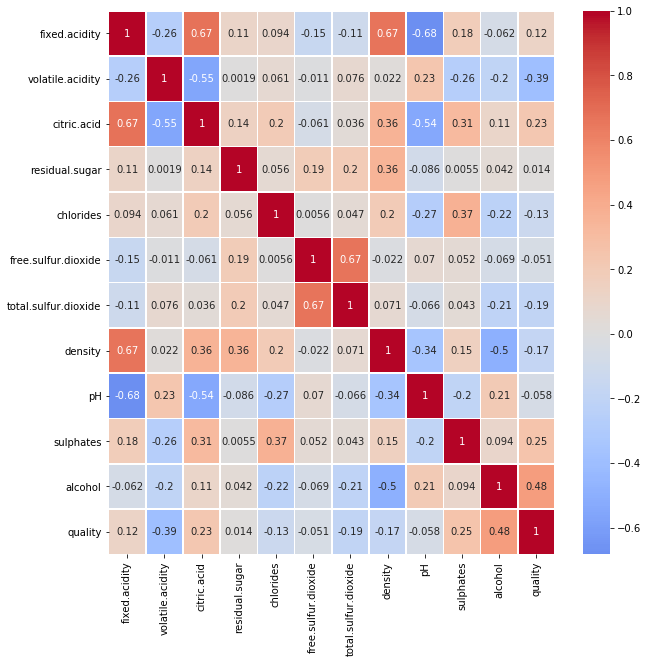 fixed.acidity 1 -0.26 0.67 0.11 0.094 -0.15 -0.11 0.67 -0.68 0.18 -0.062 0.12
volatile.acidity -0.26 1 -0.55 0.0019 0.061 -0.011 0.076 0.022 0.23 -0.26 -0.2 -0.39
citric.acid 0.67 -0.55 1 0.14 0.2 -0.061 0.036 0.36 -0.54 0.31 0.11 0.23
residual.sugar 0.11 0.0019 0.14 1 0.056 0.19 0.2 0.36 -0.086 0.0055 0.042 0.014
chlorides 0.094 0.061 0.2 0.056 1 0.0056 0.047 0.2 -0.27 0.37 -0.22 -0.13
free.sulfur.dioxide -0.15 -0.011 -0.061 0.19 0.0056 1 0.67 -0.022 0.07 0.052 -0.069 -0.051
total.sulfur.dioxide -0.11 0.076 0.036 0.2 0.047 0.67 1 0.071 -0.066 0.043 -0.21 -0.19
density 0.67 0.022 0.36 0.36 0.2 -0.022 0.071 1 -0.34 0.15 -0.5 -0.17
pH -0.68 0.23 -0.54 -0.086 -0.27 0.07 -0.066 -0.34 1 -0.2 0.21 -0.058
sulphates 0.18 -0.26 0.31 0.0055 0.37 0.052 0.043 0.15 -0.2 1 0.094 0.25
alcohol -0.062 -0.2 0.11 0.042 -0.22 -0.069 -0.21 -0.5 0.21 0.094 1 0.48
quality 0.12 -0.39 0.23 0.014 -0.13 -0.051 -0.19 -0.17 -0.058 0.25 0.48 1
fixed.acidity
volatile.acidity
citric.acid
residual.sugar
chlorides
free.sulfur.dioxide
total.sulfur.dioxide
density
pH
sulphates
alcohol
quality
1.0
0.8
0.6
0.4
0.2
0.0
−0.2
−0.4
−0.6